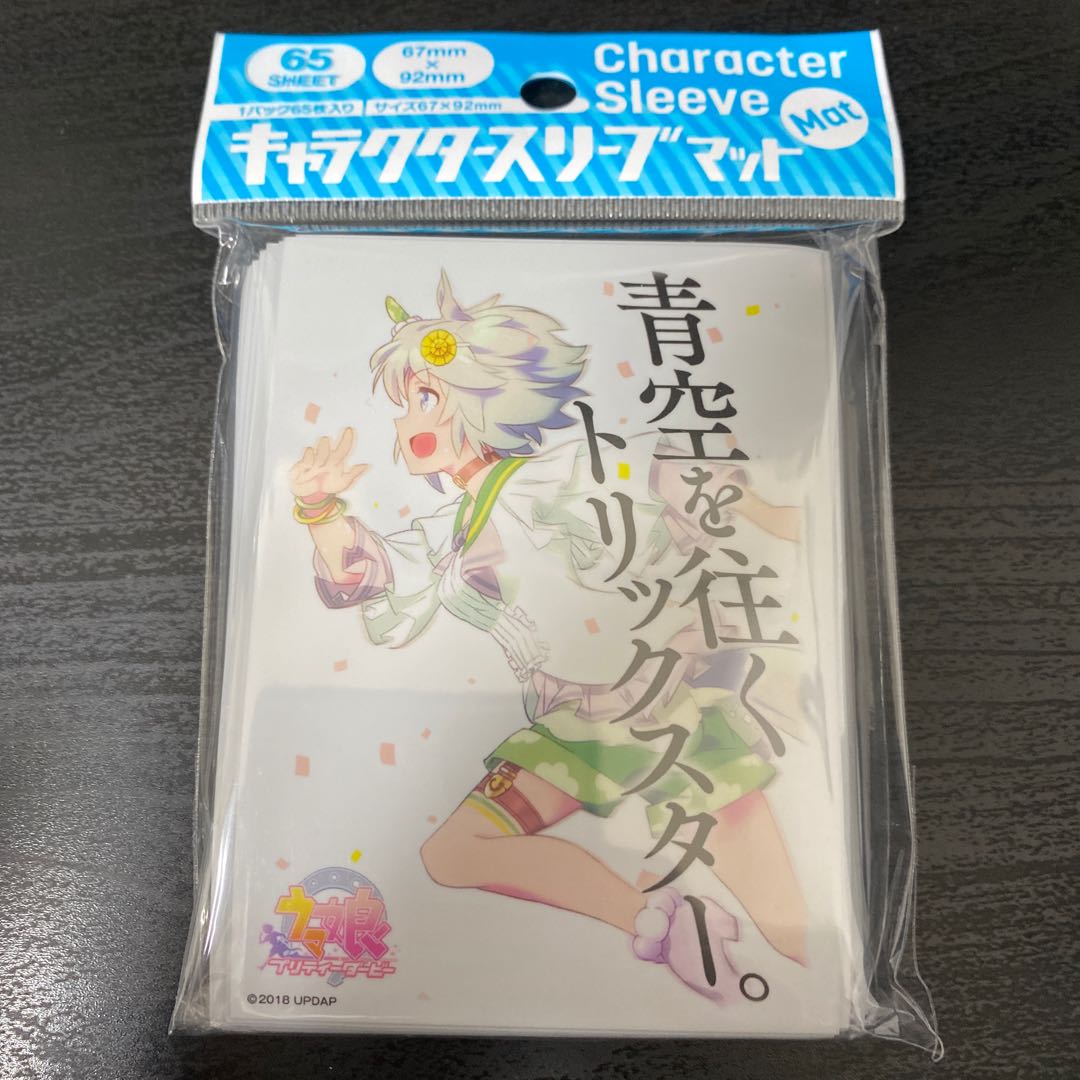 65
SHEET
67mm
×
92mm
Character
Sleeve
Mat
1パック65枚入り
サイズ67×92mm
キャラクタースリーブマット
青空を往く
トリックスター。
ウマ娘
プリティーダービー
©2018 UPDAP